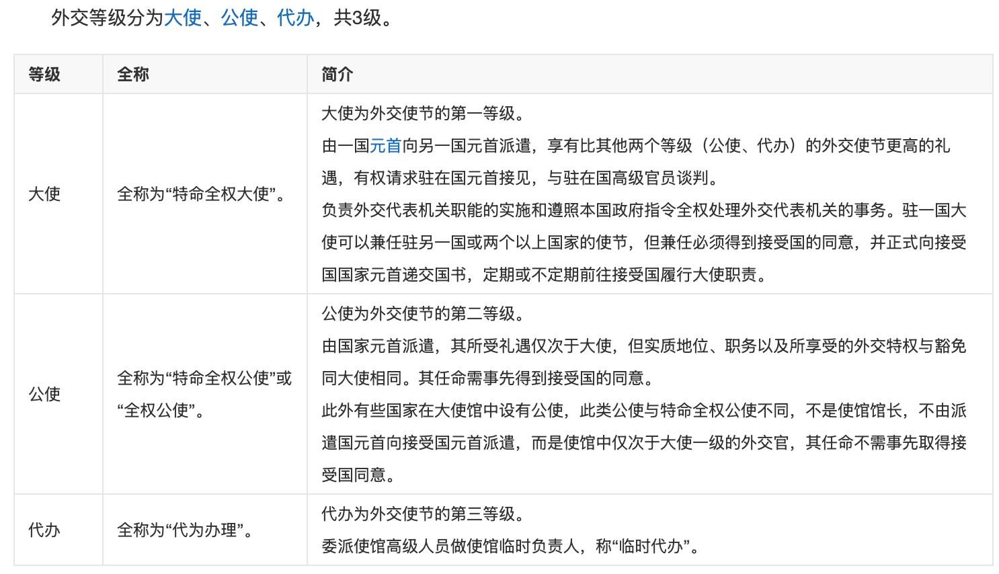 外交等级分为大使、公使、代办，共3级。
等级
全称
简介
大使
全称为“特命全权大使”。
大使为外交使节的第一等级。
由一国元首向另一国元首派遣，享有比其他两个等级（公使、代办）的外交使节更高的礼
遇，有权请求驻在国元首接见，与驻在国高级官员谈判。
负责外交代表机关职能的实施和遵照本国政府指令全权处理外交代表机关的事务。驻一国大
使可以兼任驻另一国或两个以上国家的使节，但兼任必须得到接受国的同意，并正式向接受
国国家元首递交国书，定期或不定期前往接受国履行大使职责。
公使
全称为“特命全权公使”或
“全权公使”。
公使为外交使节的第二等级。
由国家元首派遣，其所受礼遇仅次于大使，但实质地位、职务以及所享受的外交特权与豁免
同大使相同。其任命需事先得到接受国的同意。
此外有些国家在大使馆中设有公使，此类公使与特命全权公使不同，不是使馆馆长，不由派
遣国元首向接受国元首派遣，而是使馆中仅次于大使一级的外交官，其任命不需事先取得接
受国同意。
代办
全称为“代为办理”。
代办为外交使节的第三等级。
委派使馆高级人员做使馆临时负责人，称“临时代办”。